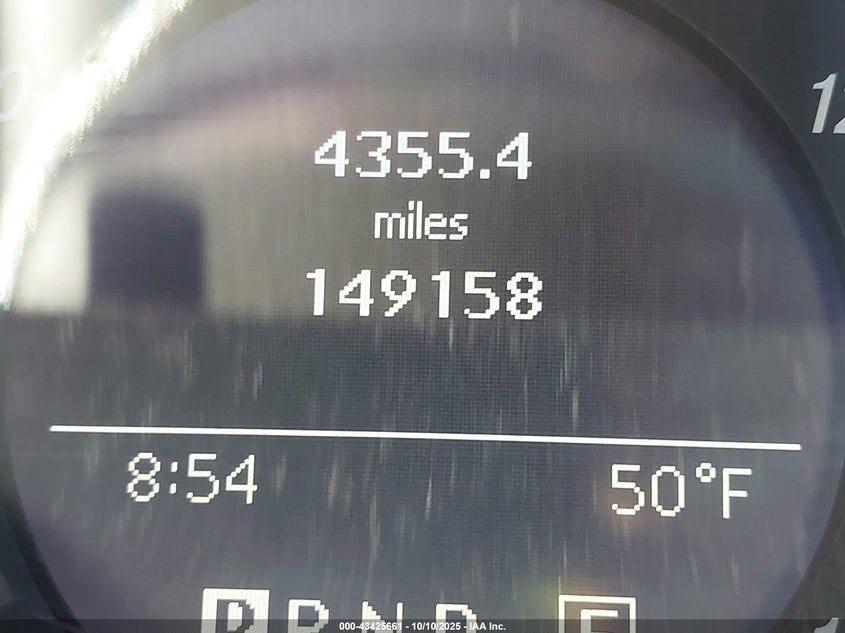 4355.4
miles
149158
8:54 50°F
P R N D E
000-43425661 - 10/10/2025 - IAA Inc.